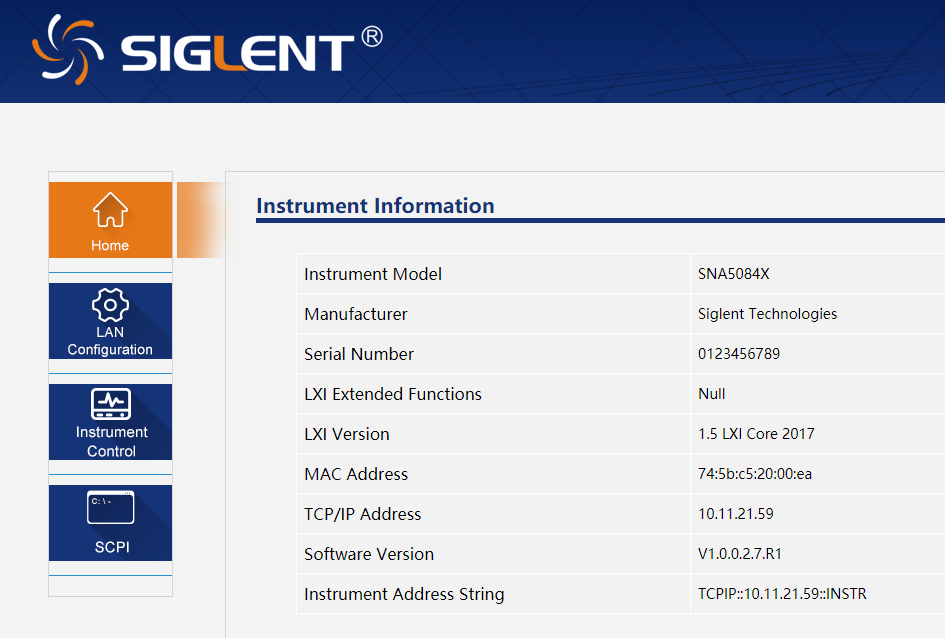 SIGLENT®
Home
LAN
Configuration
Instrument
Control
C:\-
SCPI
Instrument Information
Instrument Model SNA5084X
Manufacturer Siglent Technologies
Serial Number 0123456789
LXI Extended Functions Null
LXI Version 1.5 LXI Core 2017
MAC Address 74:5b:c5:20:00:ea
TCP/IP Address 10.11.21.59
Software Version V1.0.0.2.7.R1
Instrument Address String TCPIP::10.11.21.59::INSTR